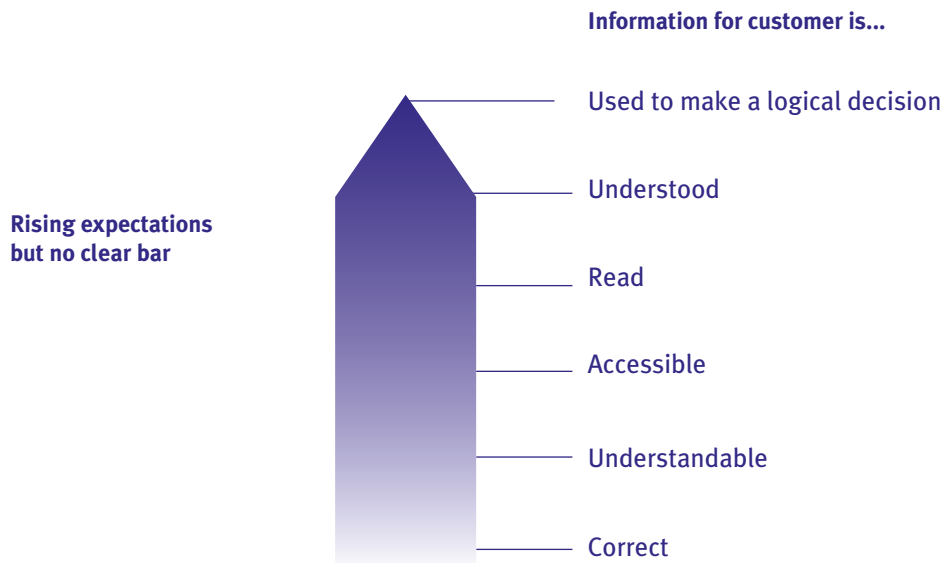 Information for customer is...
Used to make a logical decision
Understood
Rising expectations
but no clear bar
Read
Accessible
Understandable
Correct